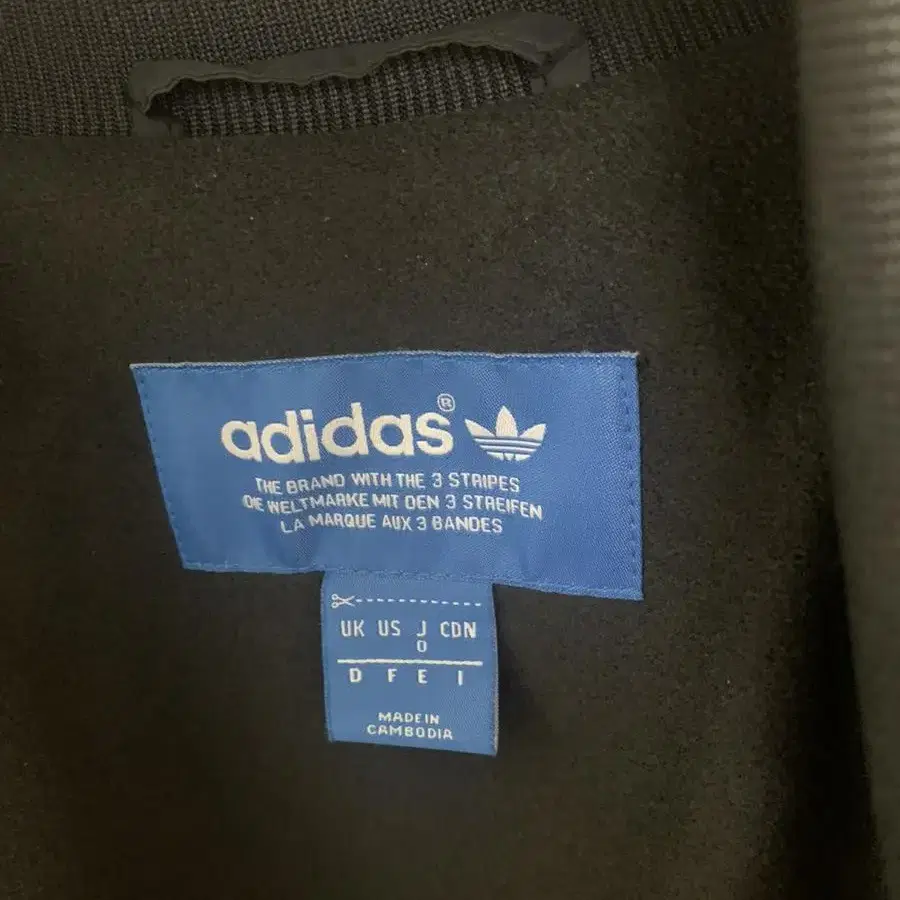 adidas®
THE BRAND WITH THE 3 STRIPES
DIE WELTMARKE MIT DEN 3 STREIFEN
LA MARQUE AUX 3 BANDES
UK US J CDN
O
D F E I
MADE IN
CAMBODIA